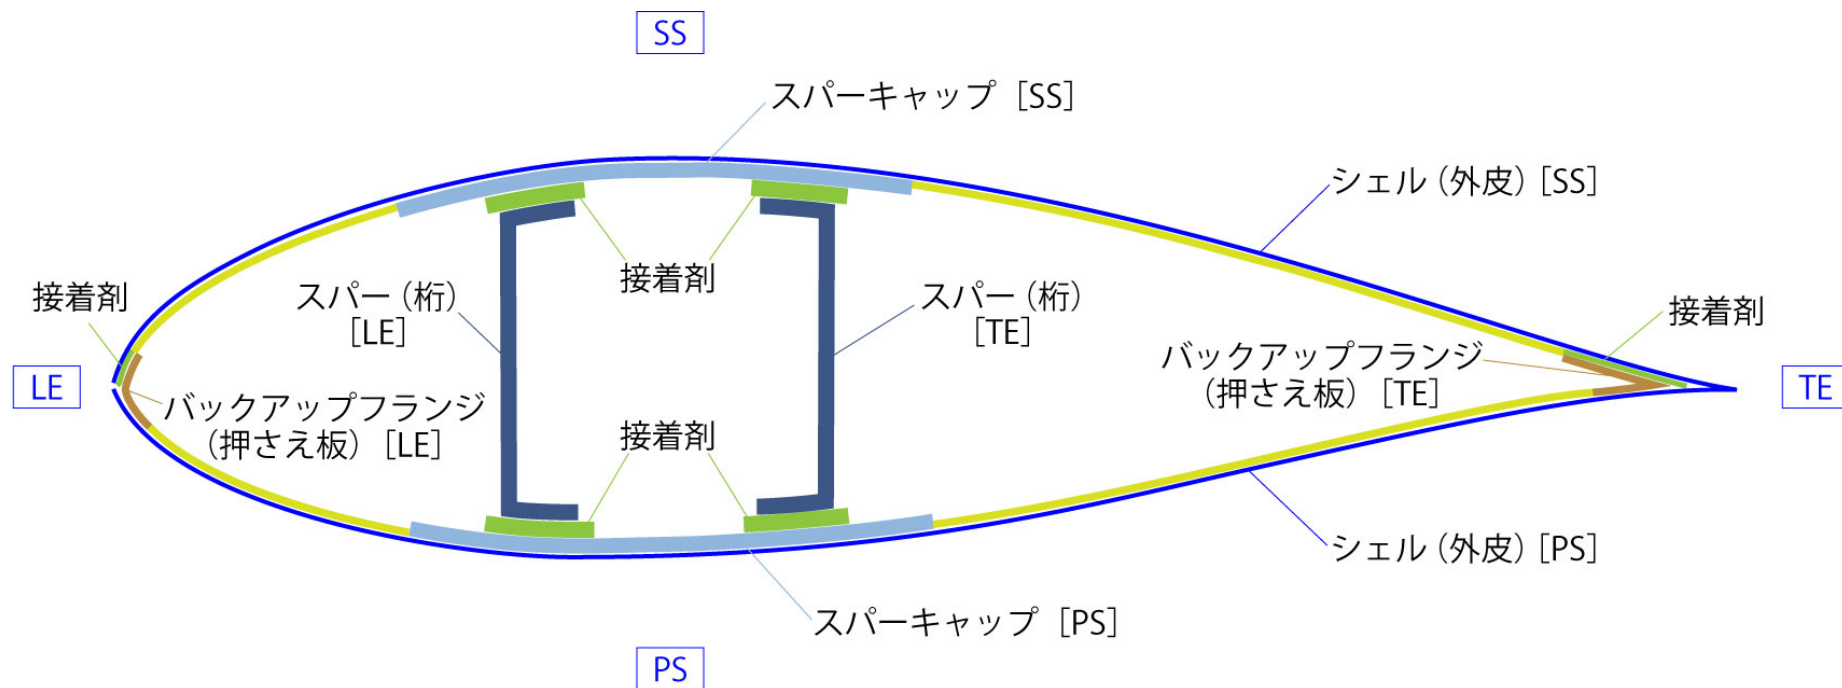 SS
スパーキャップ［SS］
シェル（外皮）［SS］
接着剤
接着剤
スパー（桁）
［LE］
スパー（桁）
［TE］
接着剤
バックアップフランジ
（押さえ板）［TE］
LE
TE
バックアップフランジ
（押さえ板）［LE］
接着剤
シェル（外皮）［PS］
スパーキャップ［PS］
PS